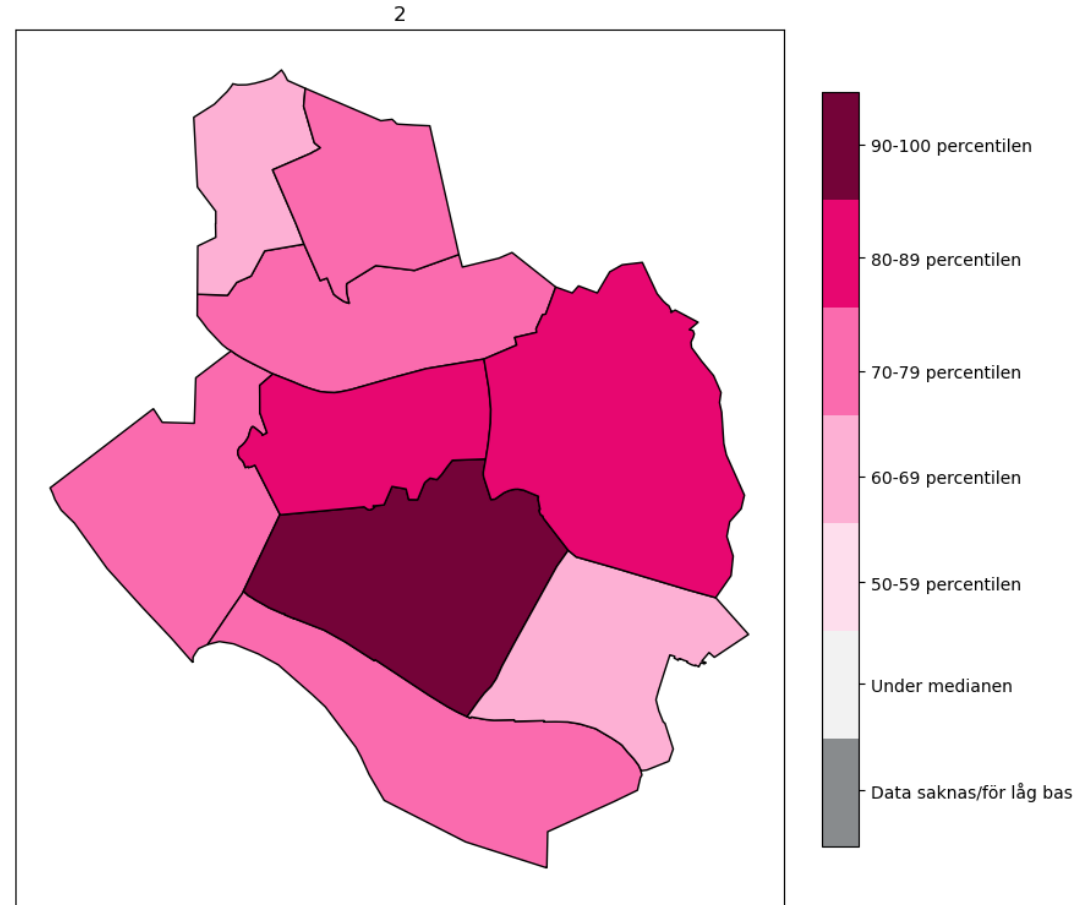 2
90-100 percentilen
80-89 percentilen
70-79 percentilen
60-69 percentilen
50-59 percentilen
Under medianen
Data saknas/för låg bas